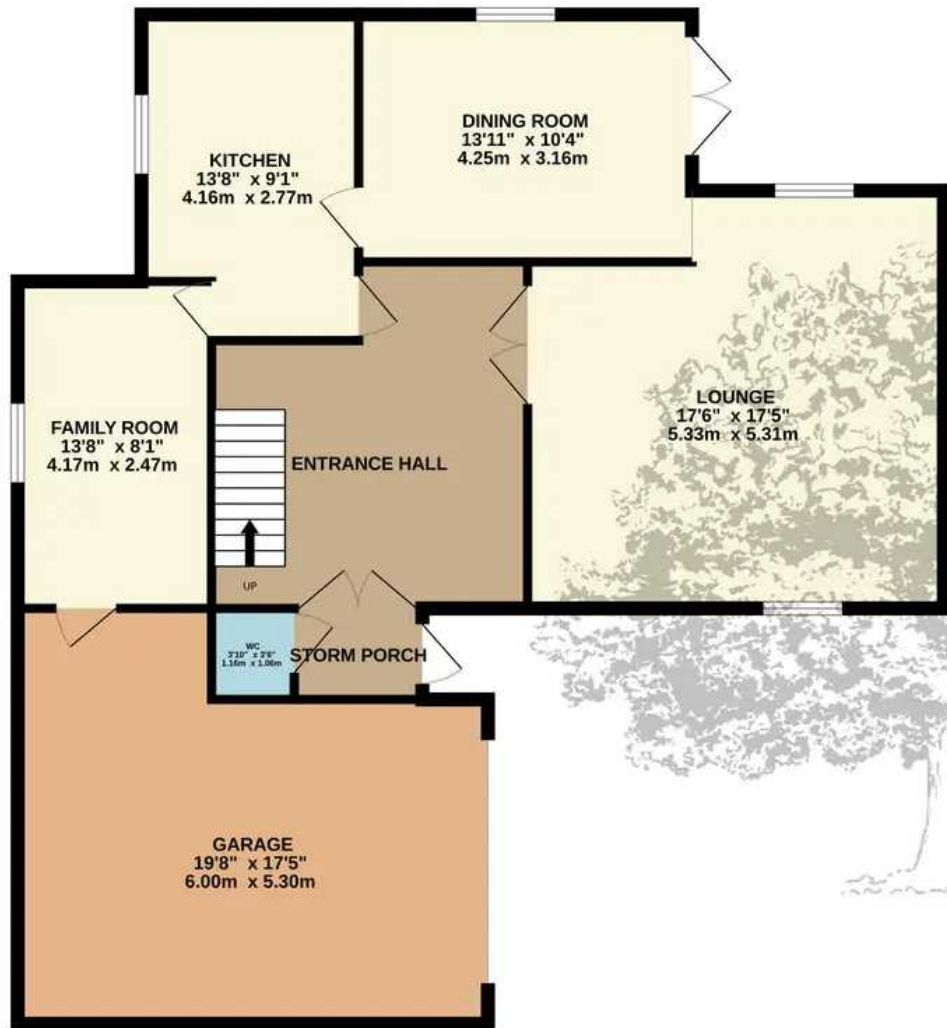 DINING ROOM
13'11" x 10'4"
4.25m x 3.16m
KITCHEN
13'8" x 9'1"
4.16m x 2.77m
LOUNGE
17'6" x 17'5"
5.33m x 5.31m
FAMILY ROOM
13'8" x 8'1"
4.17m x 2.47m
ENTRANCE HALL
UP
WC
3'10" x 3'6"
1.16m x 1.06m
STORM PORCH
GARAGE
19'8" x 17'5"
6.00m x 5.30m